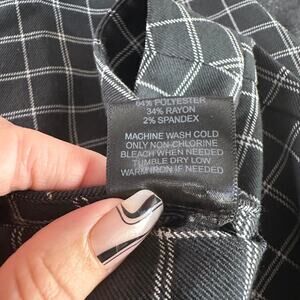 64% POLYESTER
34% RAYON
2% SPANDEX
MACHINE WASH COLD
ONLY NON-CHLORINE
BLEACH WHEN NEEDED
TUMBLE DRY LOW
WARM IRON IF NEEDED